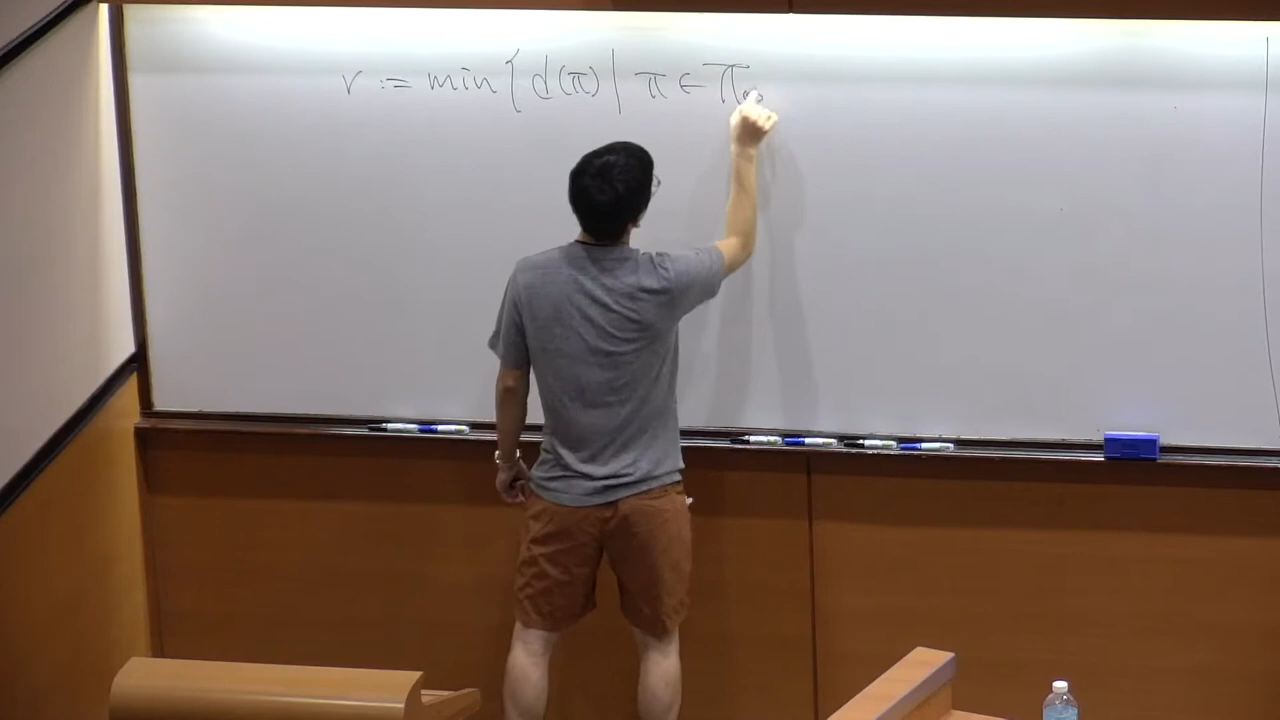 r := min { d(π) | π ∈ Π∞